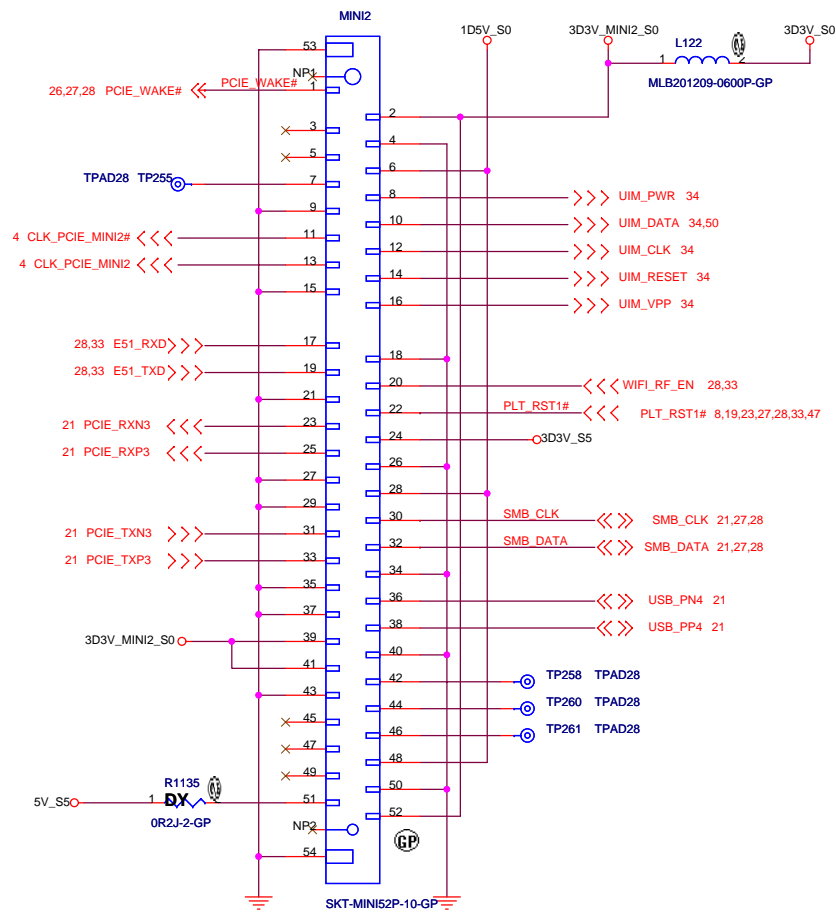 MINI2
1D5V_S0
3D3V_MINI2_S0
3D3V_S0
L122
1
2
MLB201209-0600P-GP
53
NP1
26,27,28 PCIE_WAKE#
PCIE_WAKE#
1
2
3
4
5
6
TPAD28 TP255
7
8
UIM_PWR 34
9
10
UIM_DATA 34,50
4 CLK_PCIE_MINI2#
11
12
UIM_CLK 34
4 CLK_PCIE_MINI2
13
14
UIM_RESET 34
15
16
UIM_VPP 34
28,33 E51_RXD
17
18
28,33 E51_TXD
19
20
WIFI_RF_EN 28,33
21
22
PLT_RST1#
PLT_RST1# 8,19,23,27,28,33,47
21 PCIE_RXN3
23
24
3D3V_S5
21 PCIE_RXP3
25
26
27
28
29
30
SMB_CLK
SMB_CLK 21,27,28
21 PCIE_TXN3
31
32
SMB_DATA
SMB_DATA 21,27,28
21 PCIE_TXP3
33
34
35
36
USB_PN4 21
37
38
USB_PP4 21
3D3V_MINI2_S0
39
40
41
42
TP258 TPAD28
43
44
TP260 TPAD28
45
46
TP261 TPAD28
47
48
49
50
R1135
5V_S5
1
DY
2
51
52
0R2J-2-GP
NP2
GP
54
SKT-MINI52P-10-GP